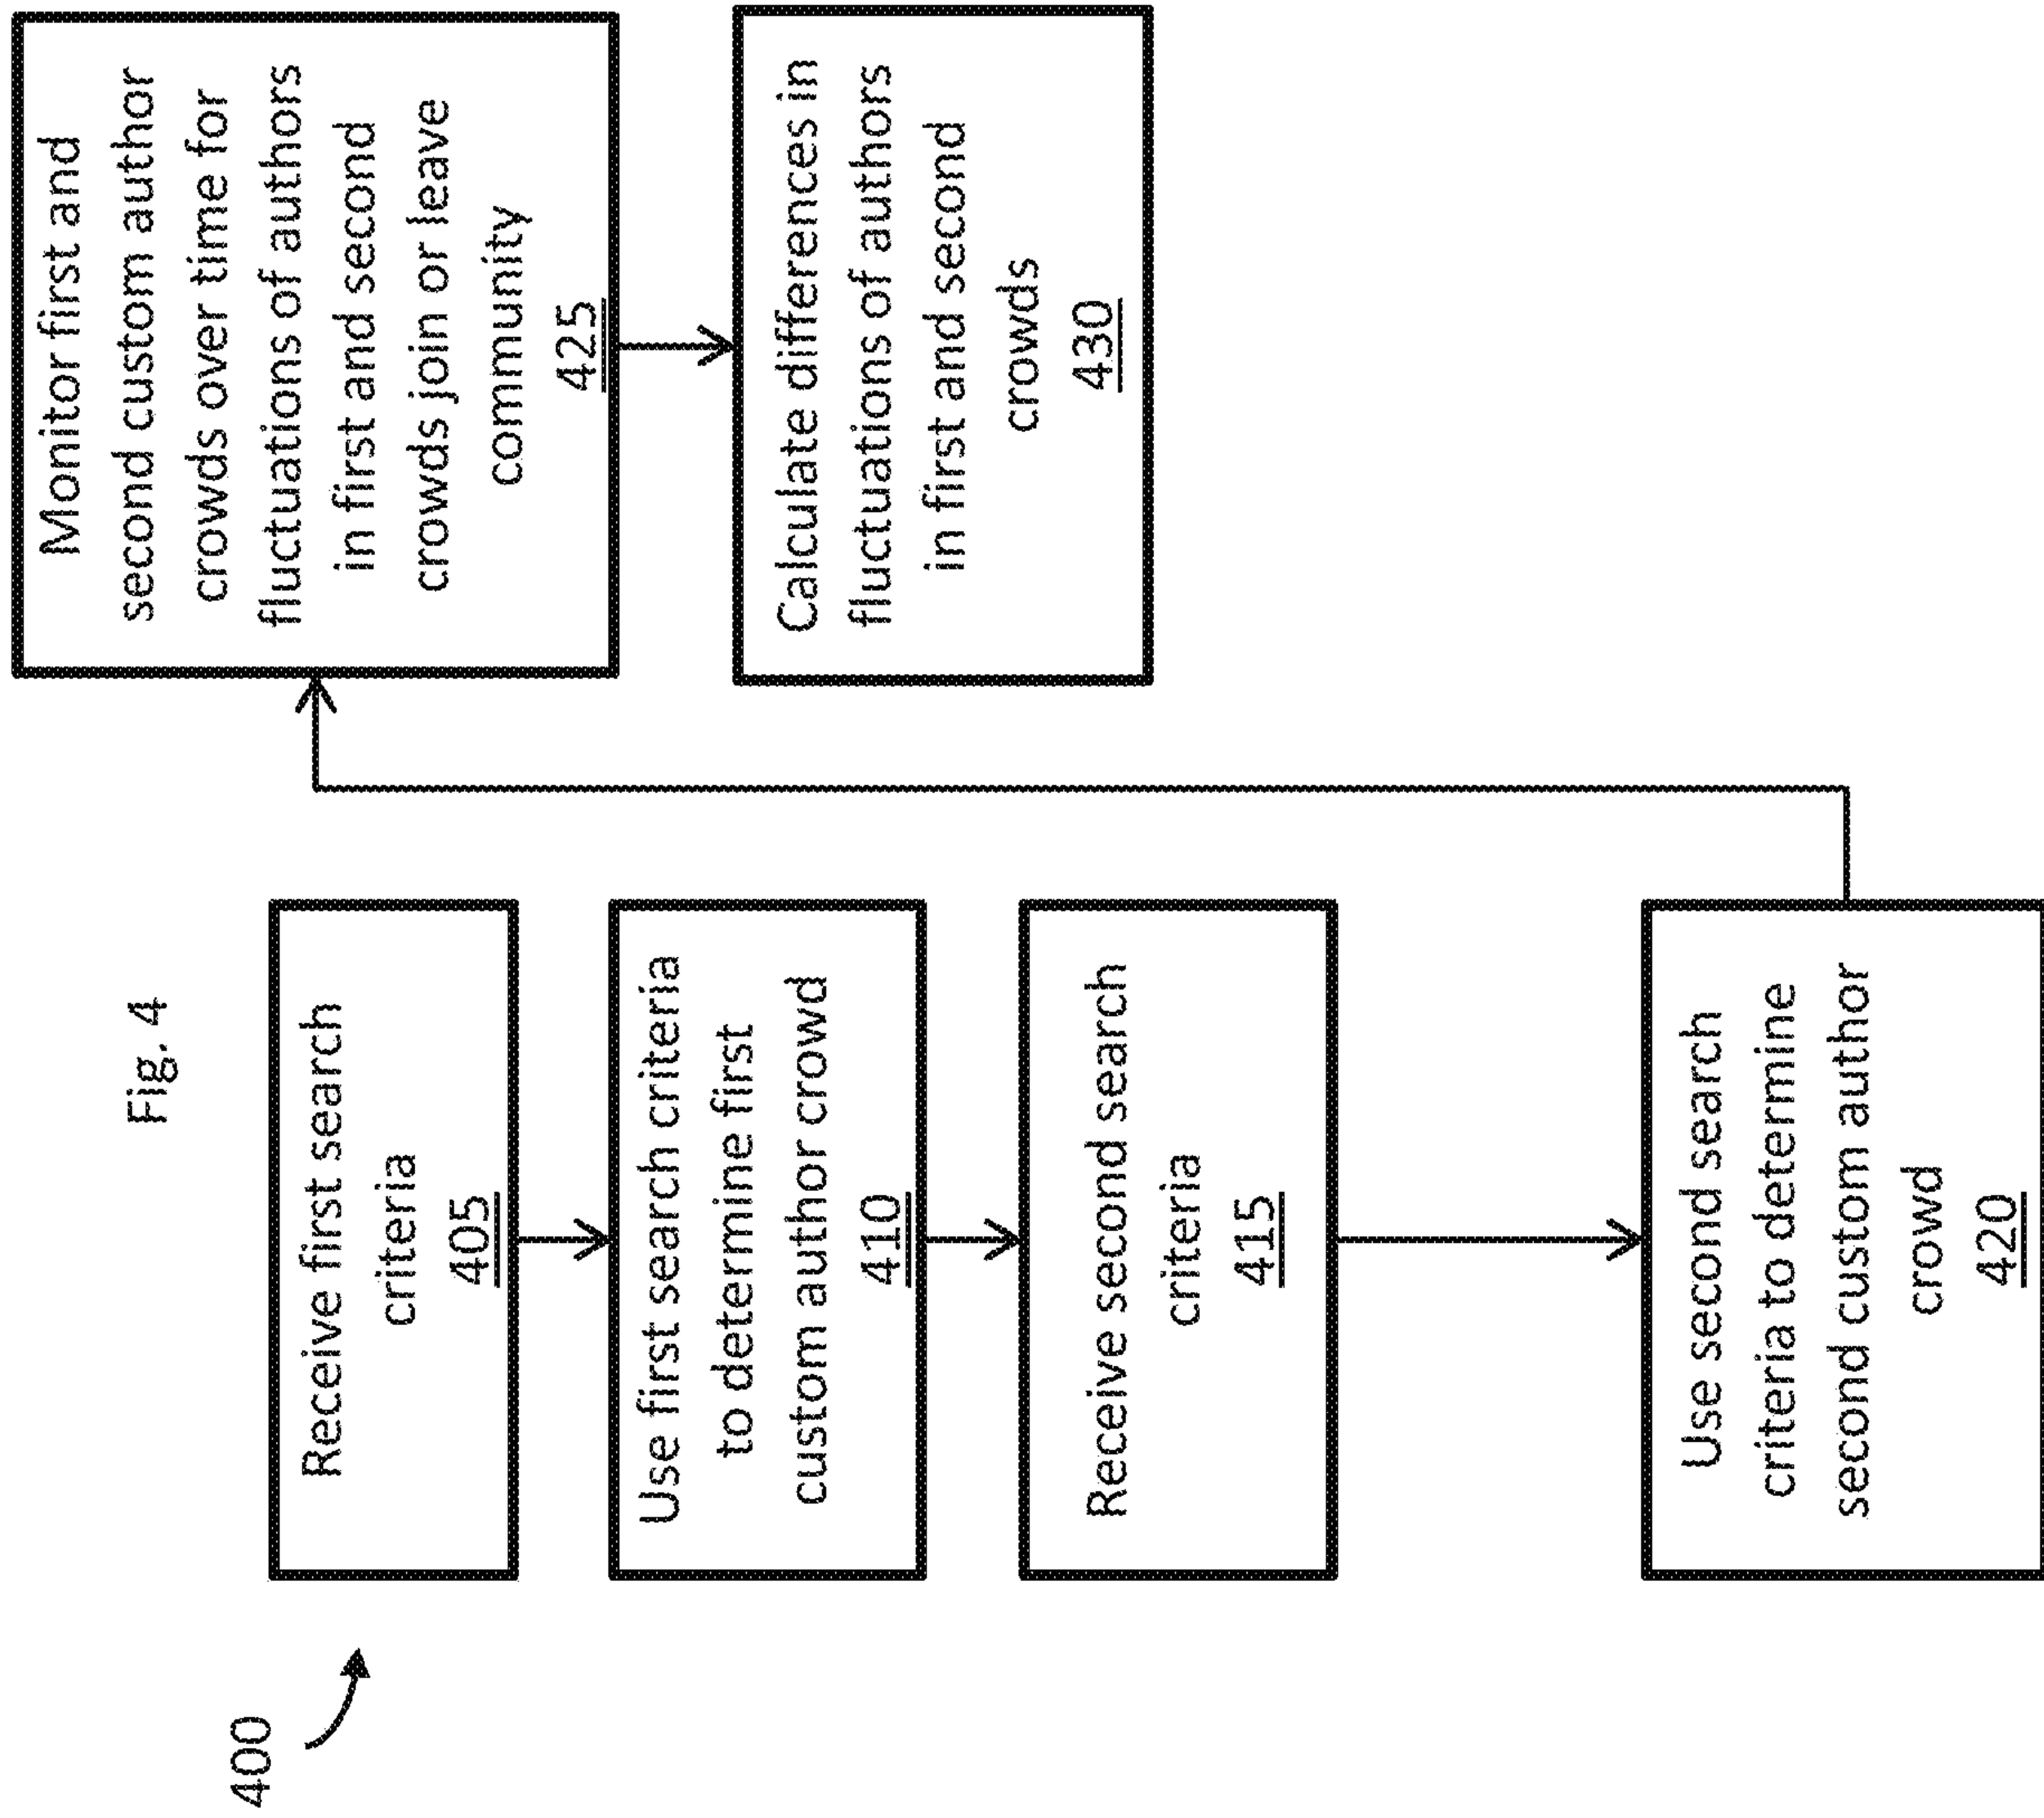 Fig. 4
400
Receive first search
criteria
405
Use first search criteria
to determine first
custom author crowd
410
Receive second search
criteria
415
Use second search
criteria to determine
second custom author
crowd
420
Monitor first and
second custom author
crowds over time for
fluctuations of authors
in first and second
crowds join or leave
community
425
Calculate differences in
fluctuations of authors
in first and second
crowds
430